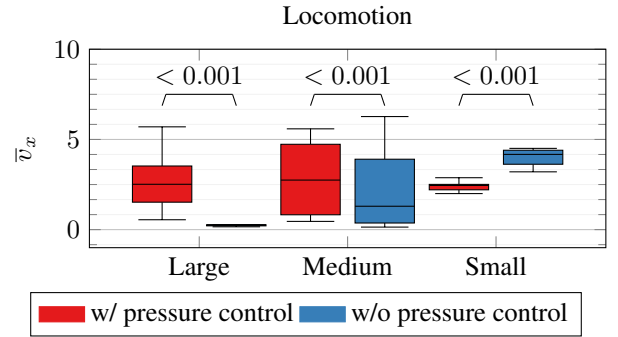 Locomotion
10
< 0.001 < 0.001 < 0.001
5
v̅ₓ
0
Large Medium Small
w/ pressure control w/o pressure control